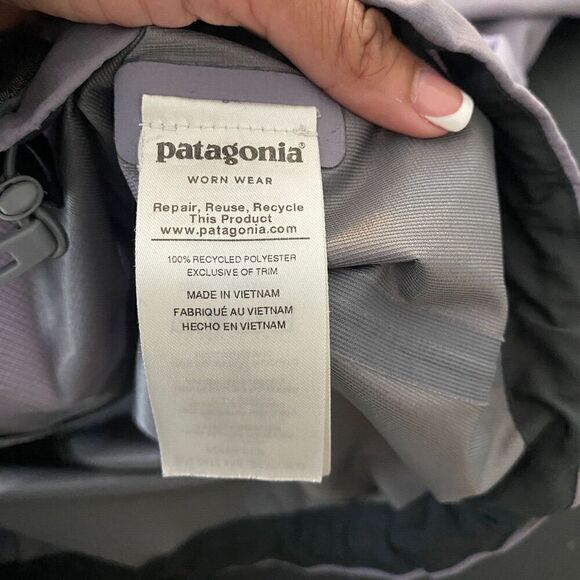 patagonia®
WORN WEAR
Repair, Reuse, Recycle
This Product
www.patagonia.com
100% RECYCLED POLYESTER
EXCLUSIVE OF TRIM
MADE IN VIETNAM
FABRIQUÉ AU VIETNAM
HECHO EN VIETNAM